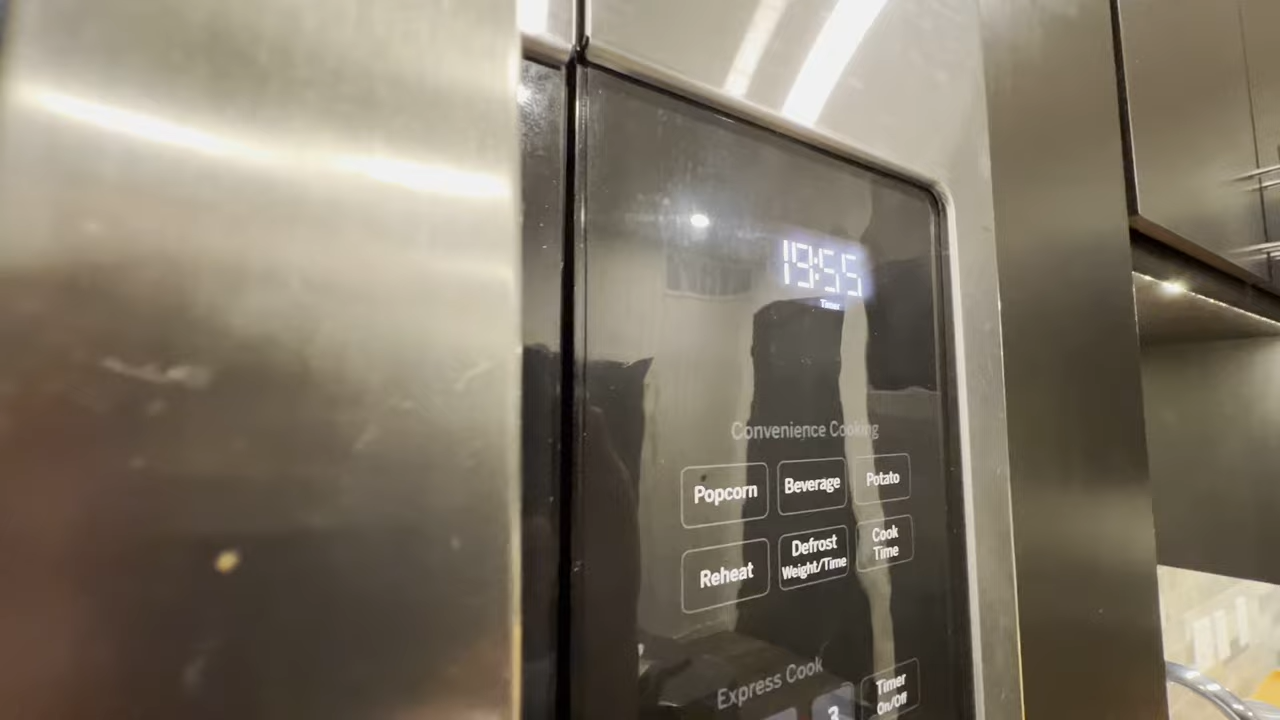 19:55
Timer
Convenience Cooking
Popcorn
Beverage
Potato
Reheat
Defrost
Weight/Time
Cook
Time
Express Cook
3
Timer
On/Off